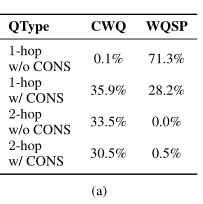 QType CWQ WQSP
1-hop
w/o CONS 0.1% 71.3%
1-hop
w/ CONS 35.9% 28.2%
2-hop
w/o CONS 33.5% 0.0%
2-hop
w/ CONS 30.5% 0.5%
(a)